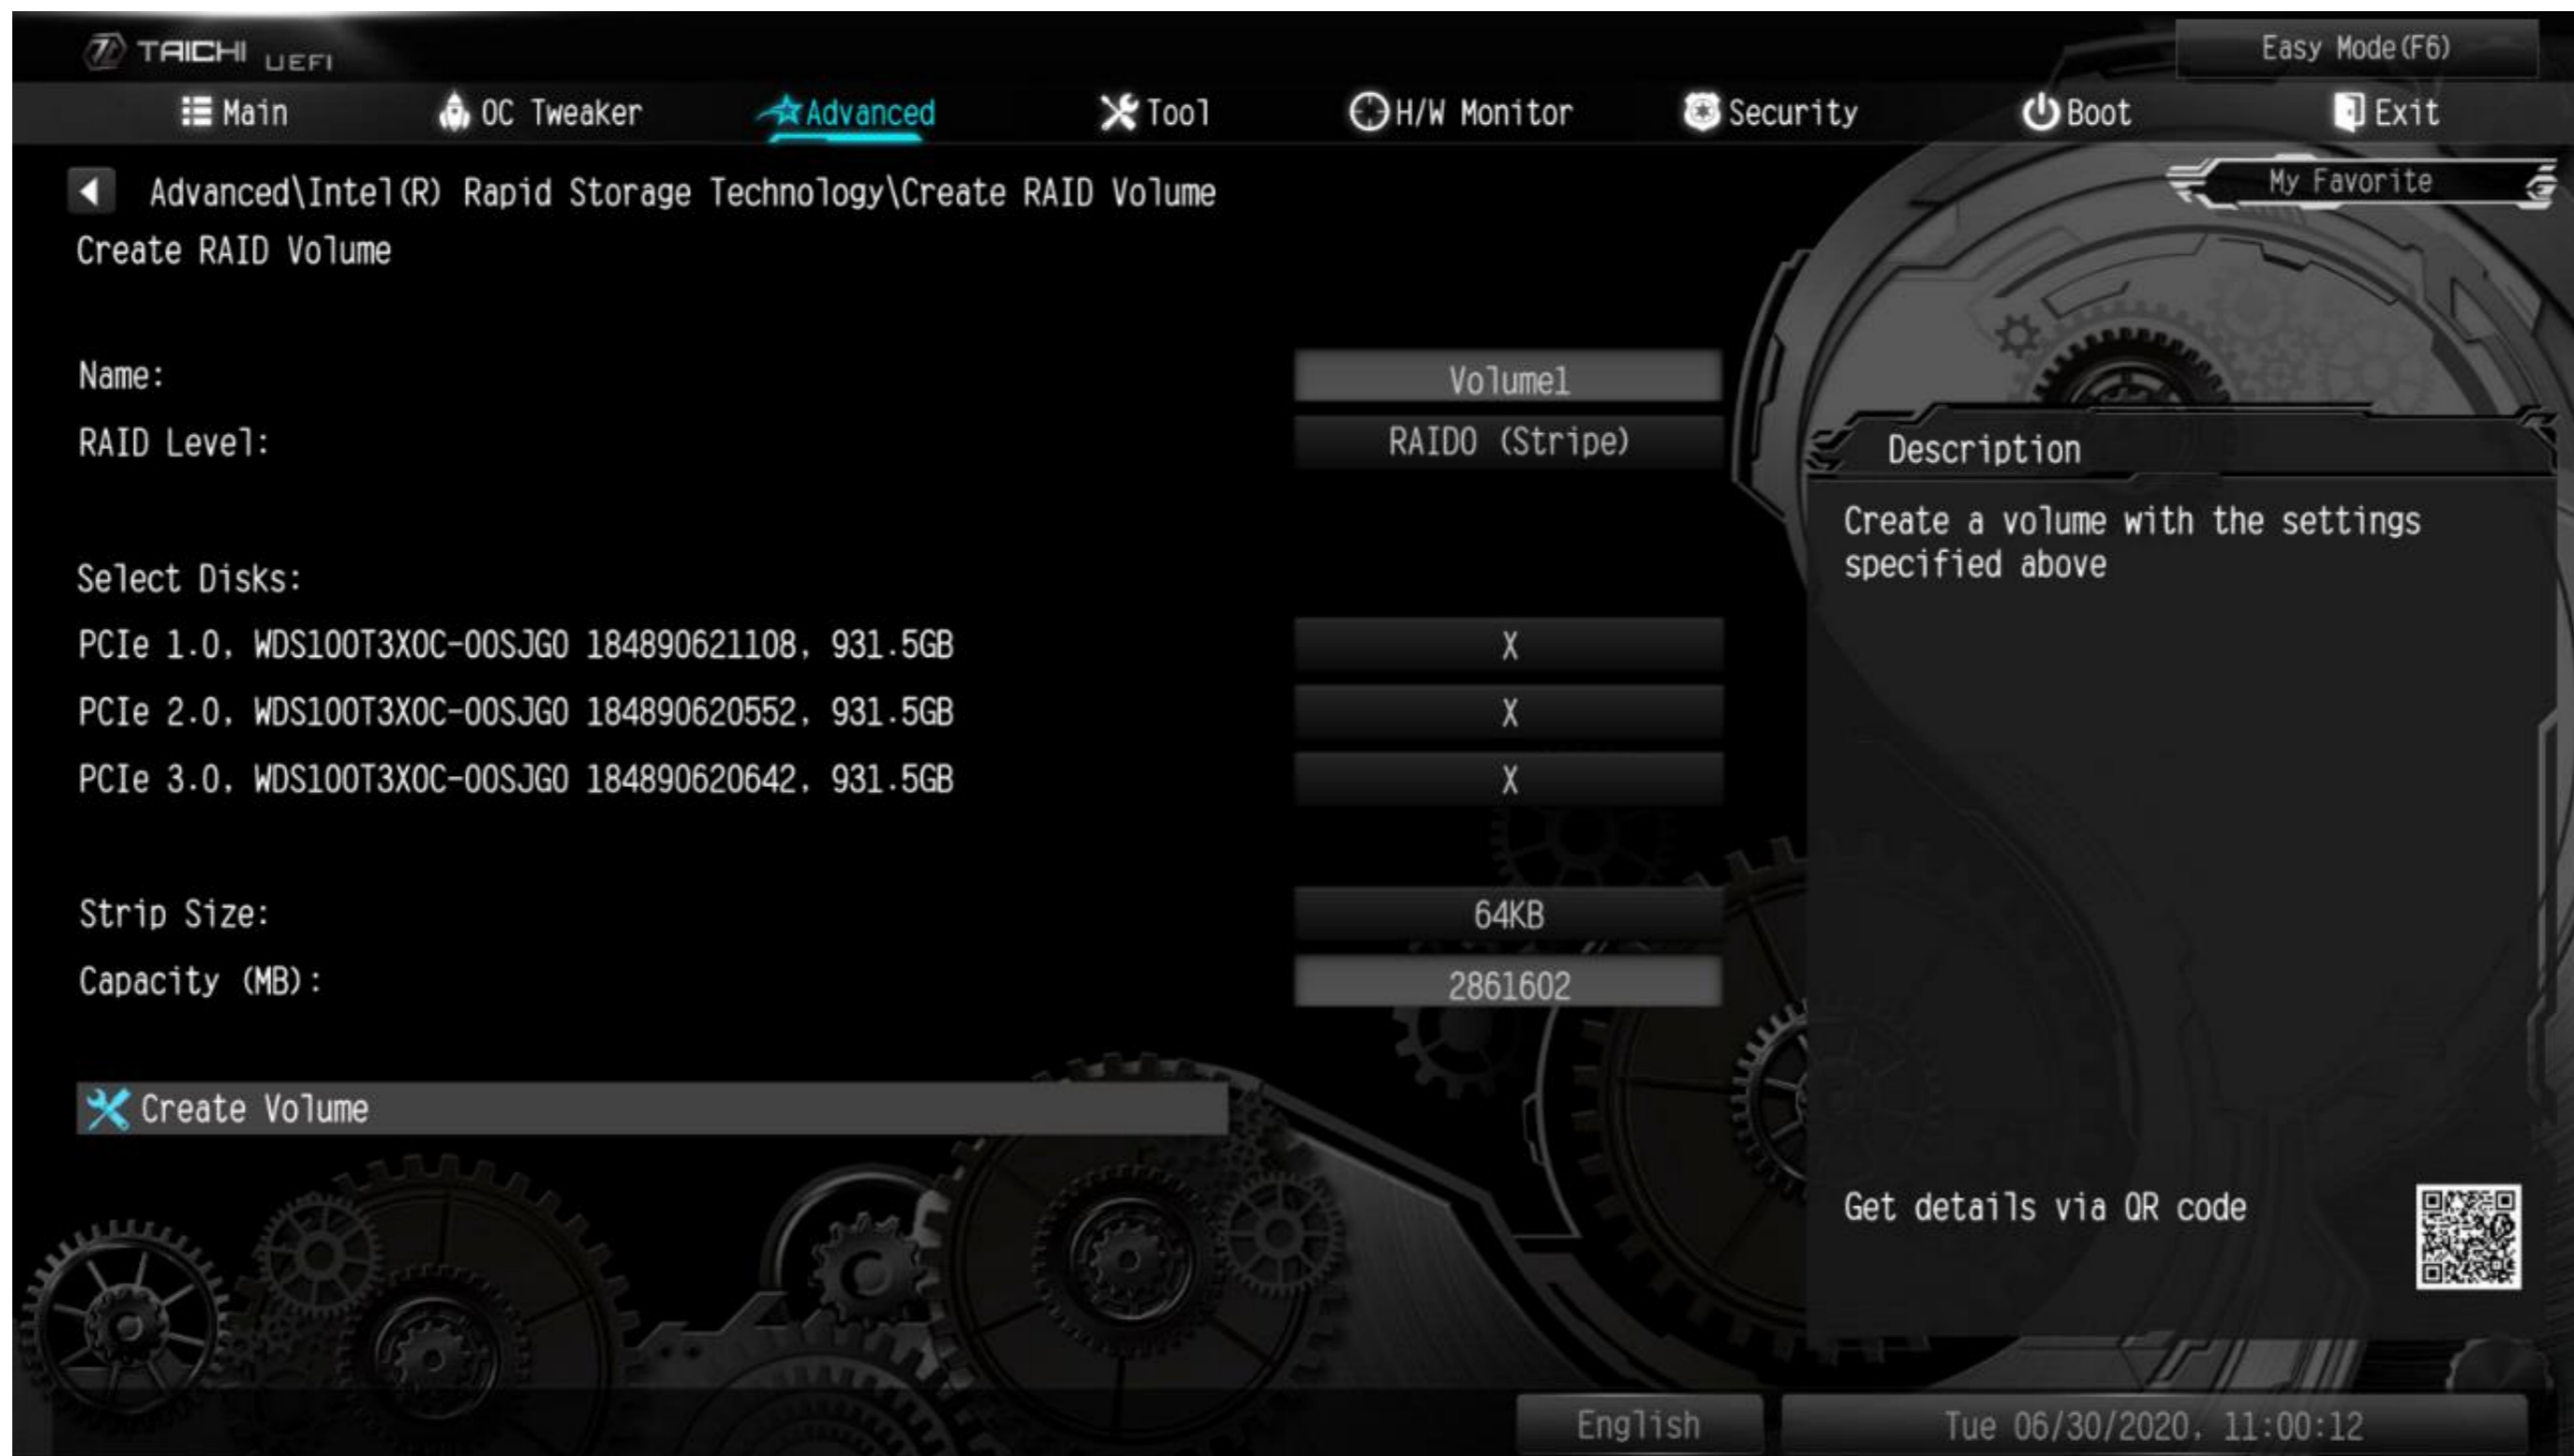 TAICHI UEFI
Easy Mode(F6)
Main OC Tweaker Advanced Tool H/W Monitor Security Boot Exit
Advanced\Intel(R) Rapid Storage Technology\Create RAID Volume
My Favorite
Create RAID Volume
Name: Volume1
RAID Level: RAID0 (Stripe)
Description
Create a volume with the settings
specified above
Select Disks:
PCIe 1.0, WDS100T3X0C-00SJG0 184890621108, 931.5GB X
PCIe 2.0, WDS100T3X0C-00SJG0 184890620552, 931.5GB X
PCIe 3.0, WDS100T3X0C-00SJG0 184890620642, 931.5GB X
Strip Size: 64KB
Capacity (MB): 2861602
Create Volume
Get details via QR code
English
Tue 06/30/2020, 11:00:12